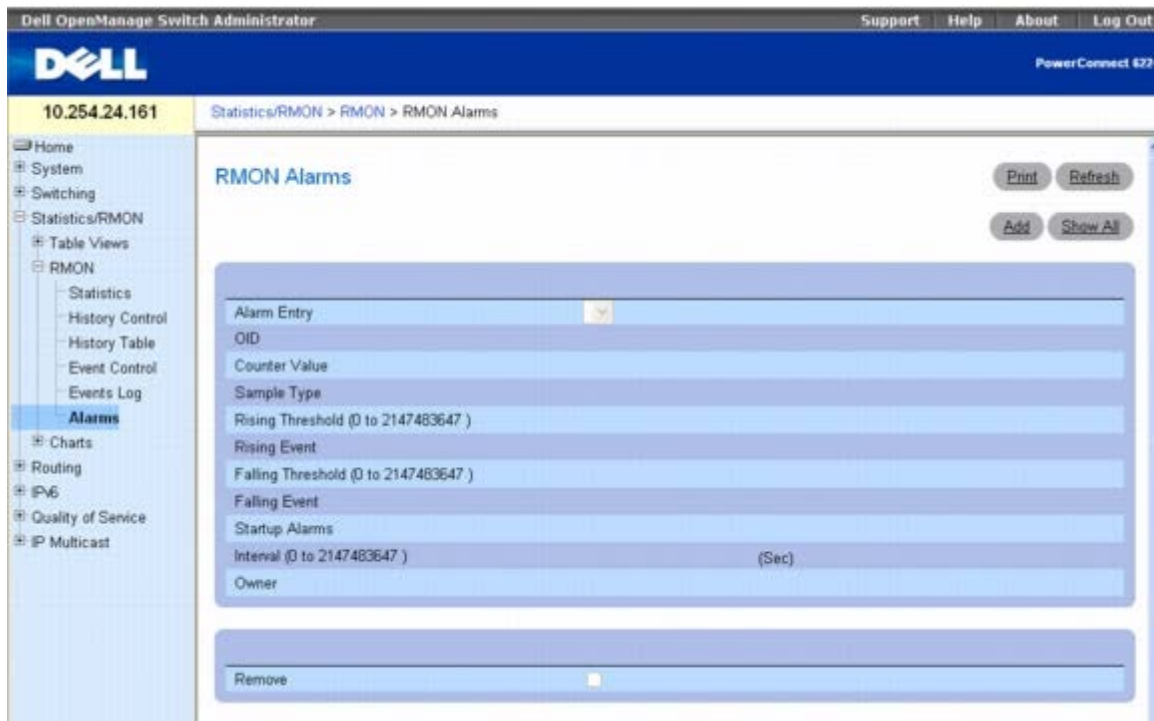 Dell OpenManage Switch Administrator
Support Help About Log Out
DELL
PowerConnect 622
10.254.24.161
Statistics/RMON > RMON > RMON Alarms
Home
System
Switching
Statistics/RMON
Table Views
RMON
Statistics
History Control
History Table
Event Control
Events Log
Alarms
Charts
Routing
IPv6
Quality of Service
IP Multicast
RMON Alarms
Print Refresh
Add Show All
Alarm Entry
OID
Counter Value
Sample Type
Rising Threshold (0 to 2147483647 )
Rising Event
Falling Threshold (0 to 2147483647 )
Falling Event
Startup Alarms
Interval (0 to 2147483647 ) (Sec)
Owner
Remove